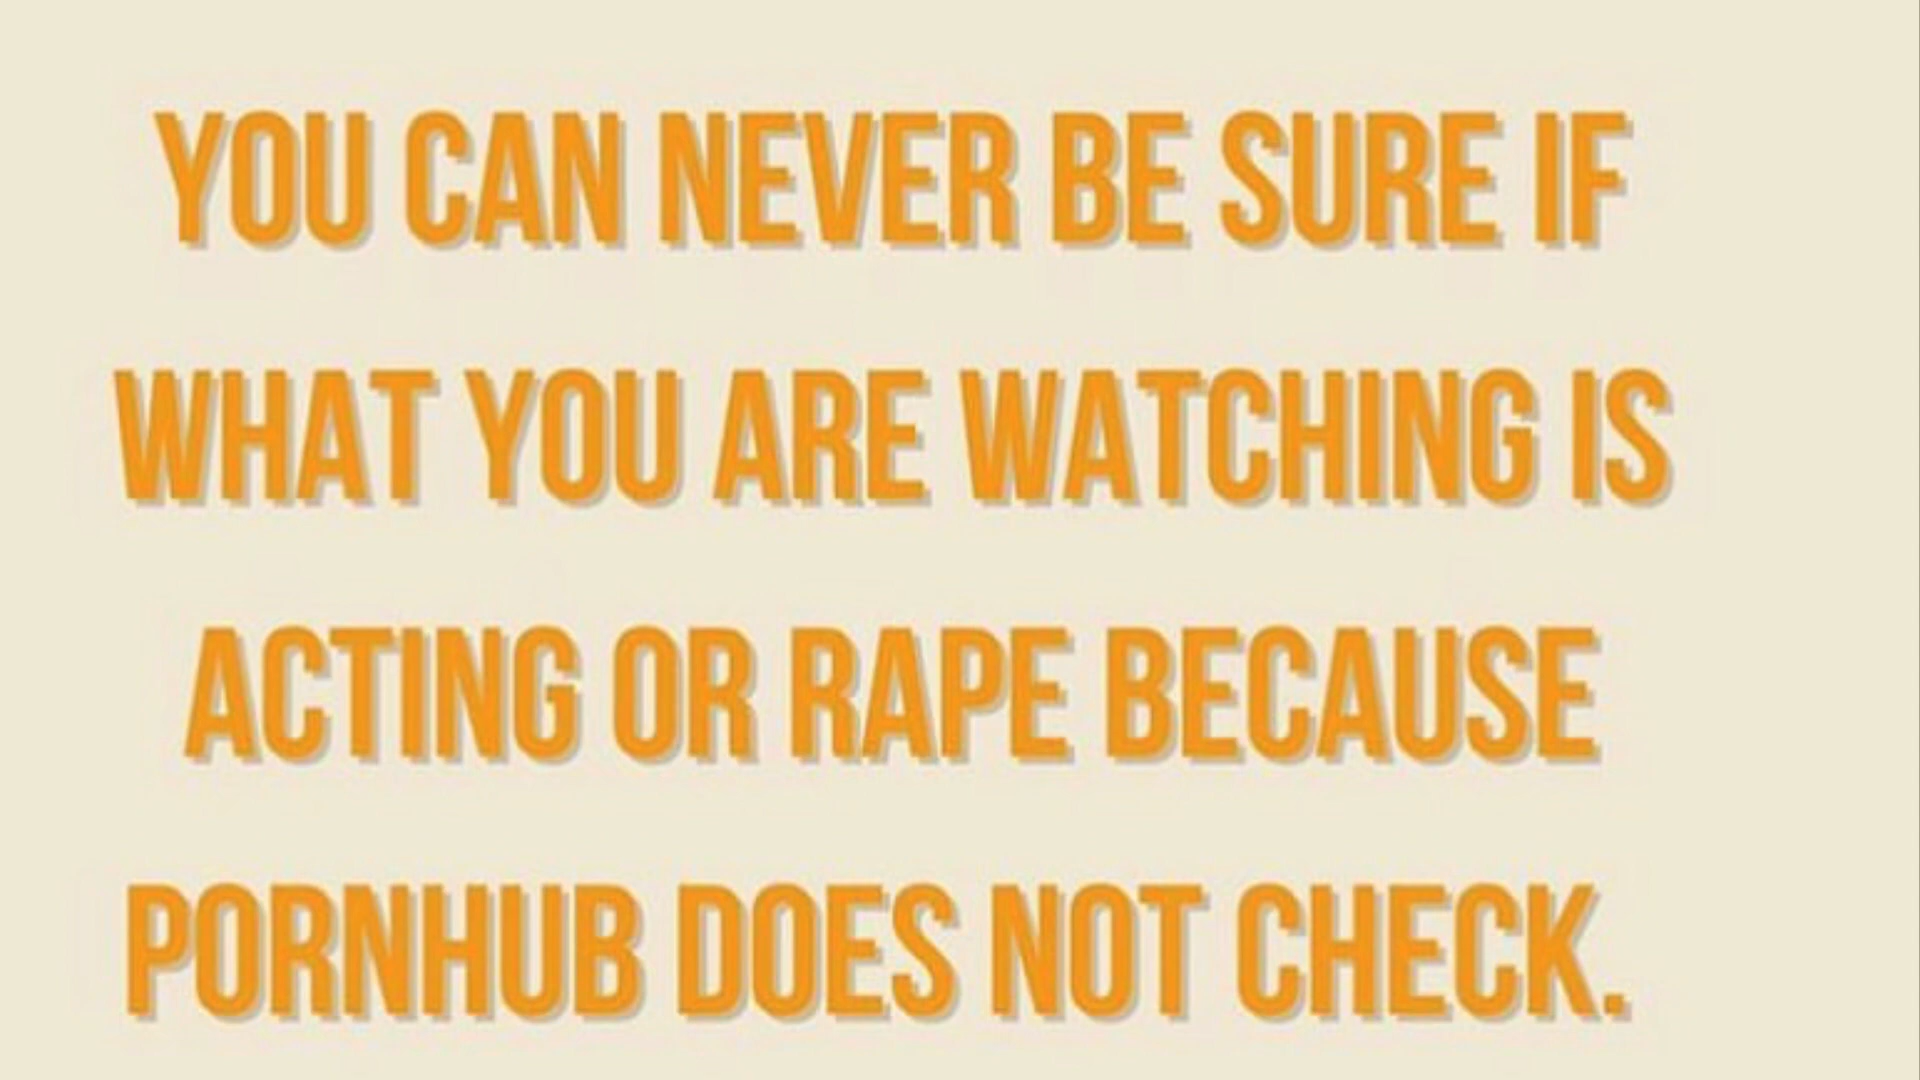 YOU CAN NEVER BE SURE IF
WHAT YOU ARE WATCHING IS
ACTING OR RAPE BECAUSE
PORNHUB DOES NOT CHECK.